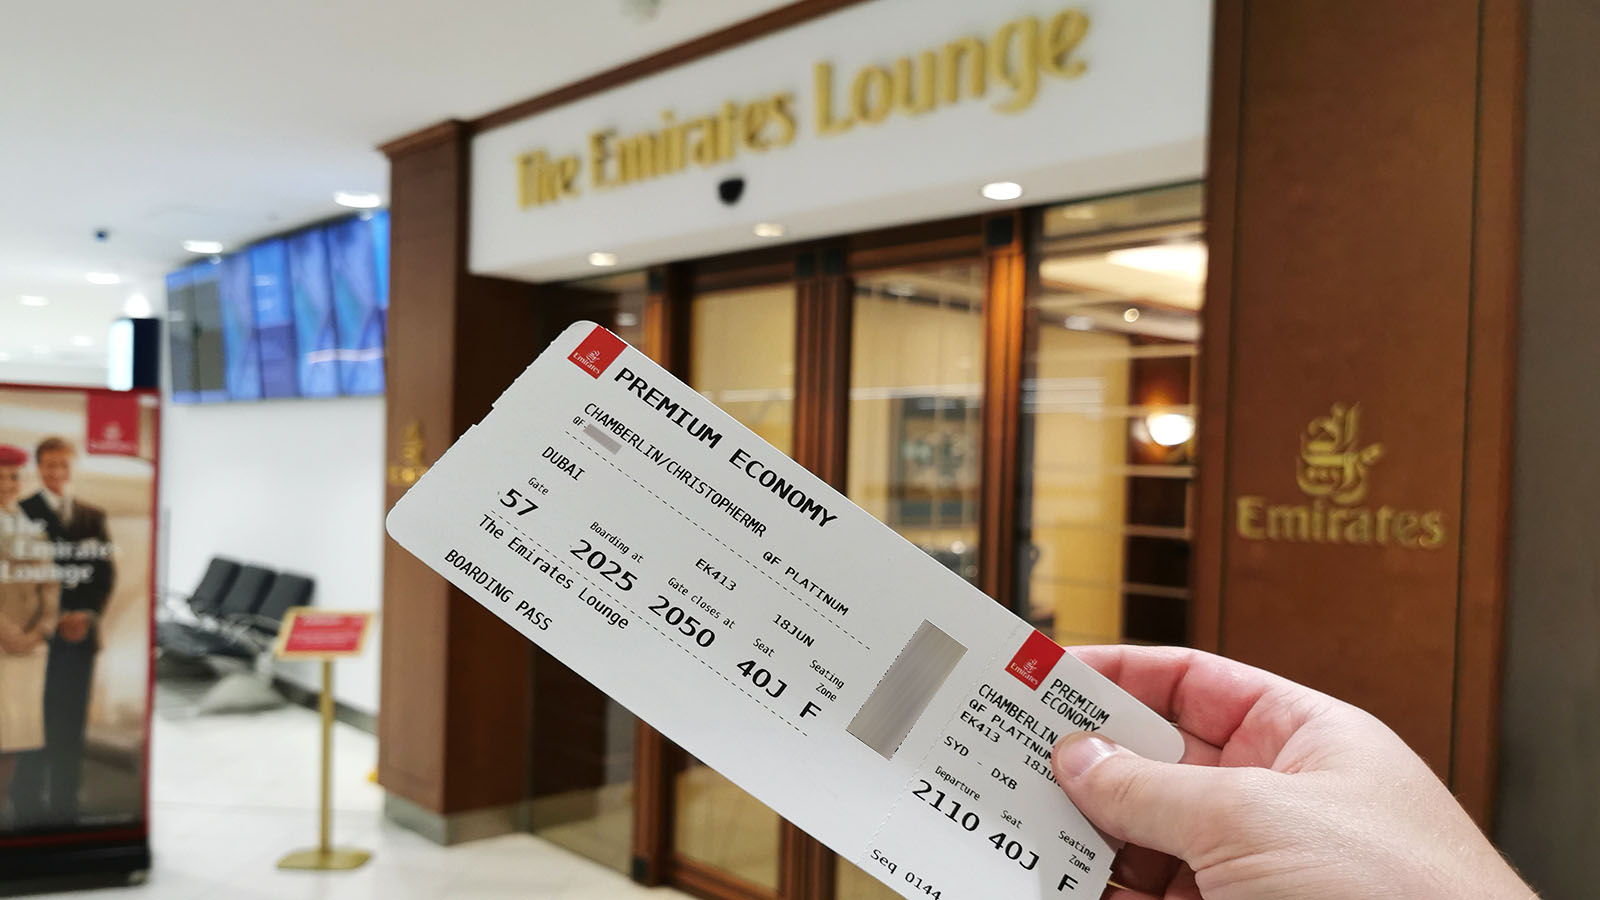 The Emirates Lounge
Emirates
The
Emirates
Lounge
Emirates
PREMIUM ECONOMY
CHAMBERLIN/CHRISTOPHERMR
QF
QF PLATINUM
DUBAI
EK413
18JUN
Gate
Boarding at
Gate closes at
Seat
Seating
Zone
57
2025
2050
40J
F
The Emirates Lounge
BOARDING PASS
Emirates
PREMIUM
ECONOMY
CHAMBERLIN
QF PLATINUM
EK413
SYD - DXB
Departure
Seat
Seating
Zone
2110
40J
F
Seq 0144